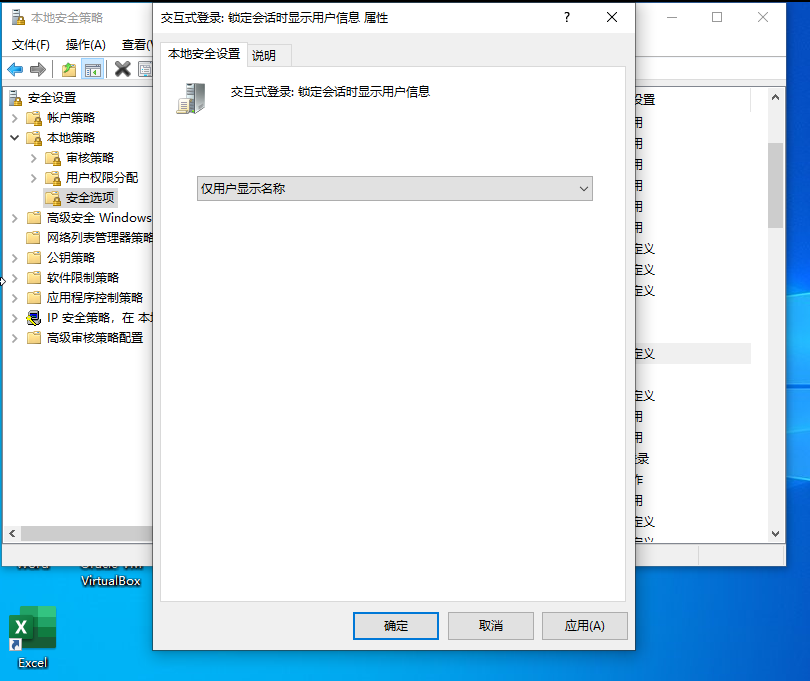 本地安全策略
文件(F) 操作(A) 查看(
交互式登录: 锁定会话时显示用户信息 属性
?
本地安全设置 说明
交互式登录: 锁定会话时显示用户信息
仅用户显示名称
确定 取消 应用(A)
安全设置
帐户策略
本地策略
审核策略
用户权限分配
安全选项
高级安全 Windows
网络列表管理器策略
公钥策略
软件限制策略
应用程序控制策略
IP 安全策略，在 本
高级审核策略配置
设置
用
用
用
用
用
用
定义
定义
定义
定义
定义
用
用
录
作
用
定义
定义
Word
Oracle VM
VirtualBox
Excel